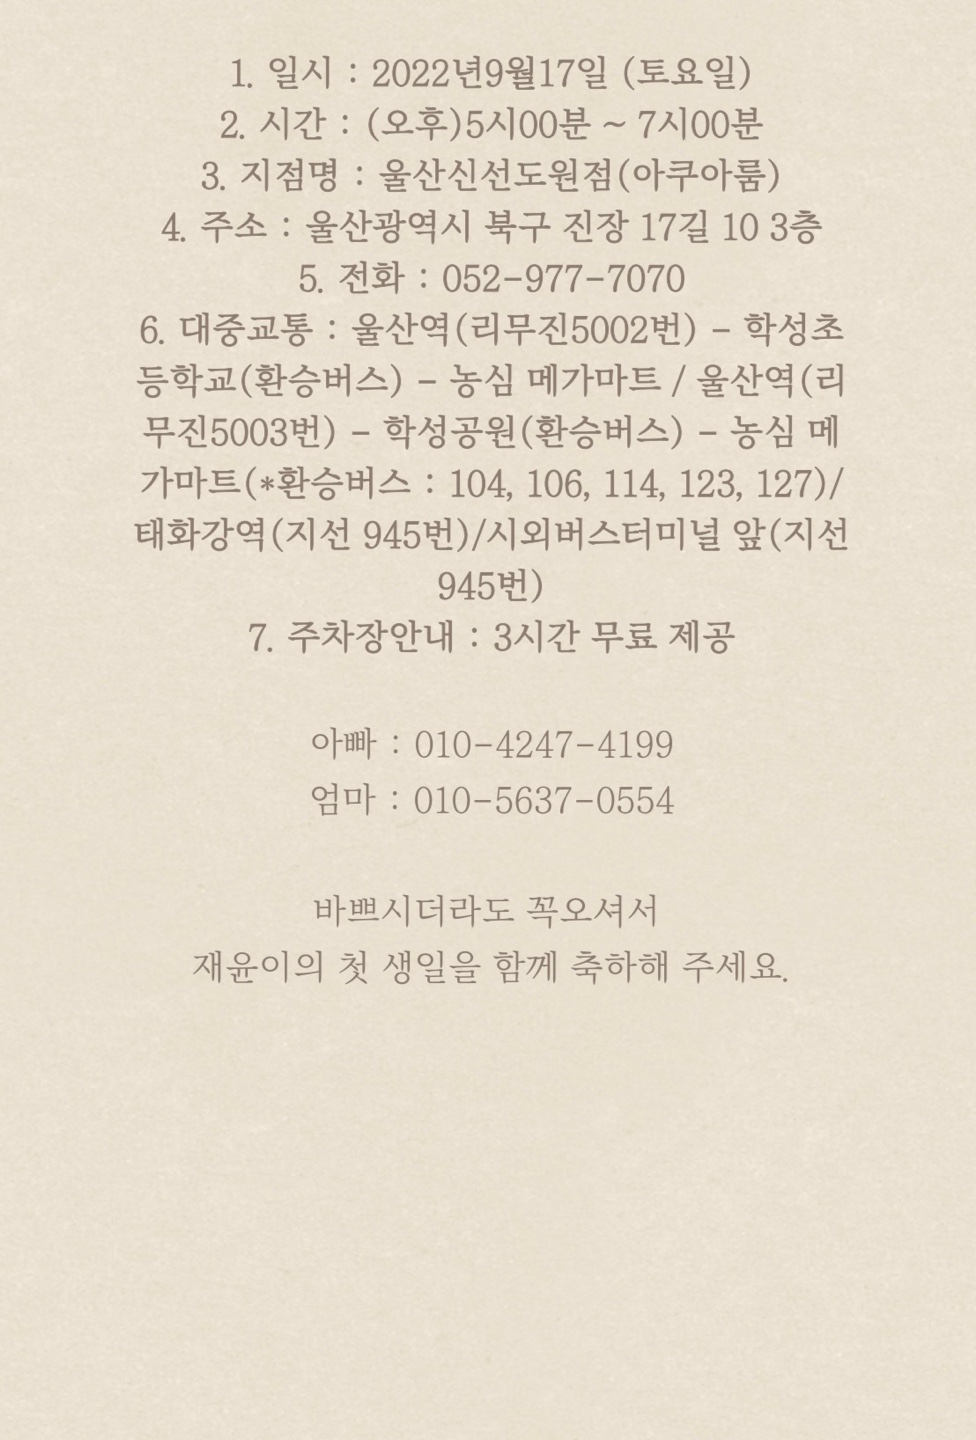 1. 일시 : 2022년9월17일 (토요일)
2. 시간 : (오후)5시00분 ~ 7시00분
3. 지점명 : 울산신선도원점(아쿠아룸)
4. 주소 : 울산광역시 북구 진장 17길 10 3층
5. 전화 : 052-977-7070
6. 대중교통 : 울산역(리무진5002번) - 학성초
등학교(환승버스) - 농심 메가마트 / 울산역(리
무진5003번) - 학성공원(환승버스) - 농심 메
가마트(*환승버스 : 104, 106, 114, 123, 127)/
태화강역(지선 945번)/시외버스터미널 앞(지선
945번)
7. 주차장안내 : 3시간 무료 제공
아빠 : 010-4247-4199
엄마 : 010-5637-0554
바쁘시더라도 꼭오셔서
재윤이의 첫 생일을 함께 축하해 주세요.